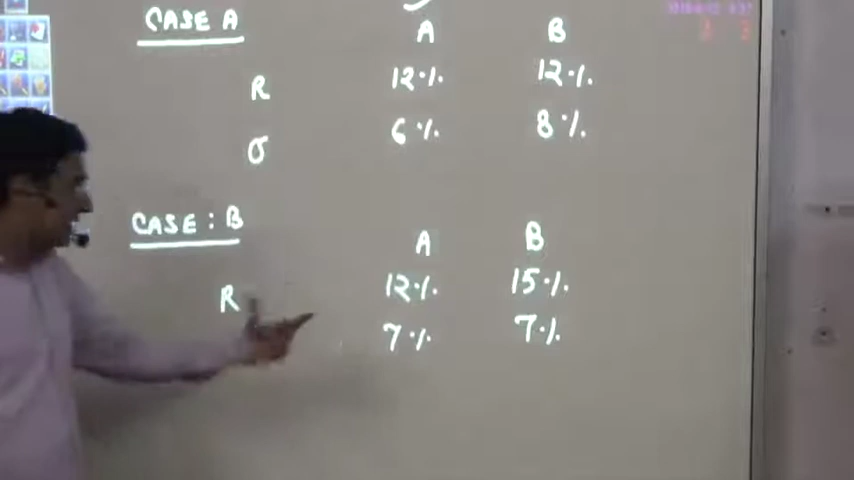 CASE A
A B
R 12% 12%
σ 6% 8%
CASE : B
A B
R 12% 15%
7% 7%